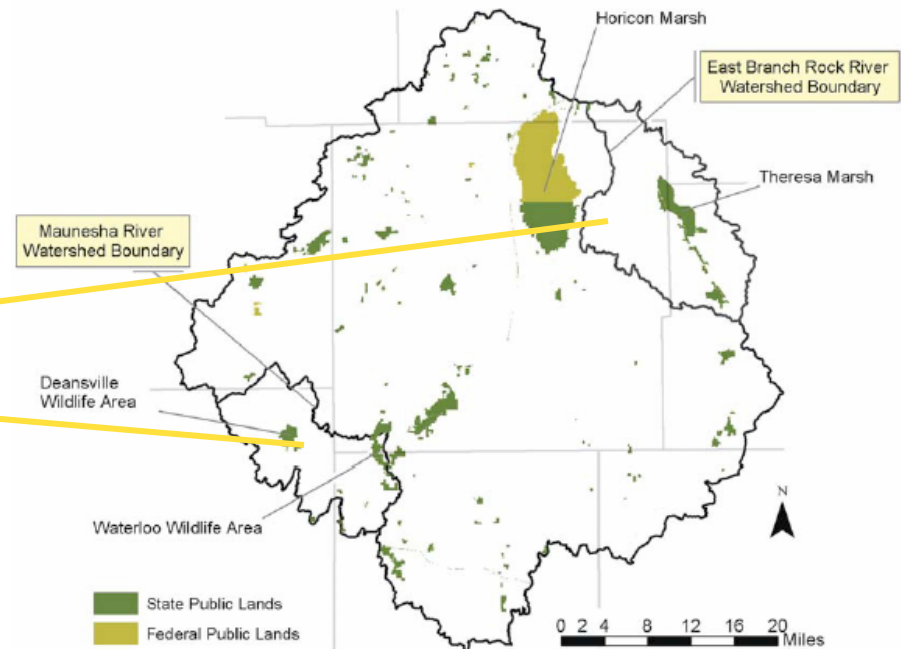 Horicon Marsh
East Branch Rock River
Watershed Boundary
Theresa Marsh
Maunesha River
Watershed Boundary
Deansville
Wildlife Area
Waterloo Wildlife Area
N
State Public Lands
Federal Public Lands
0 2 4 8 12 16 20
Miles